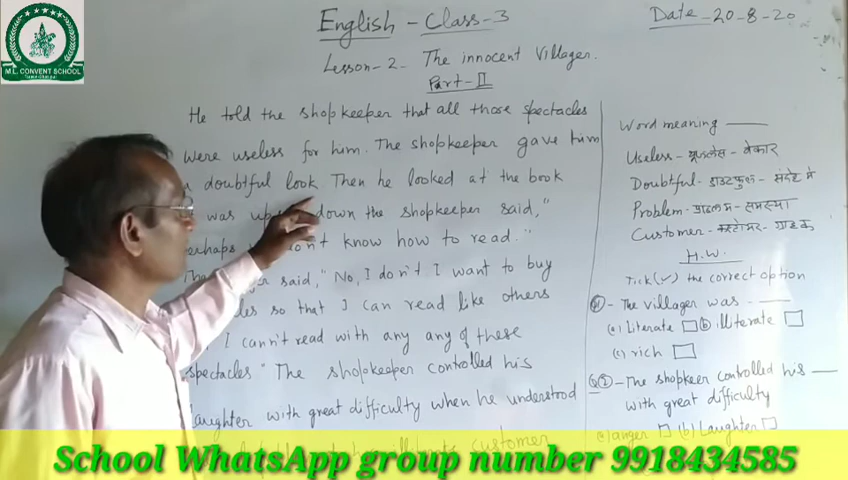 M.L. CONVENT SCHOOL
English - Class-3
Date - 20-8-20
Lesson-2- The innocent Villager.
Part-II
He told the shopkeeper that all those spectacles
were useless for him. The shopkeeper gave him
a doubtful look Then he looked at the book
was down the shopkeeper said,"
don't know how to read."
said, "No, I don't I want to buy
so that I can read like others
I cann't read with any any of these
spectacles" The shopkeeper controlled his
Laughter with great difficulty when he understood
customer
Word meaning
Useless - यूजलेस - बेकार
Doubtful - डाउटफुल - संदेह मे
Problem - प्राब्लम - समस्या
Customer - कस्टोमर - ग्राहक
H.W.
Tick(✓) the correct option
Q1 - The villager was -
(a) Literate (b) illiterate
(c) rich
Q2 - The shopkeer controlled his
with great difficulty
(a) anger (b) Laughter
School WhatsApp group number 9918434585